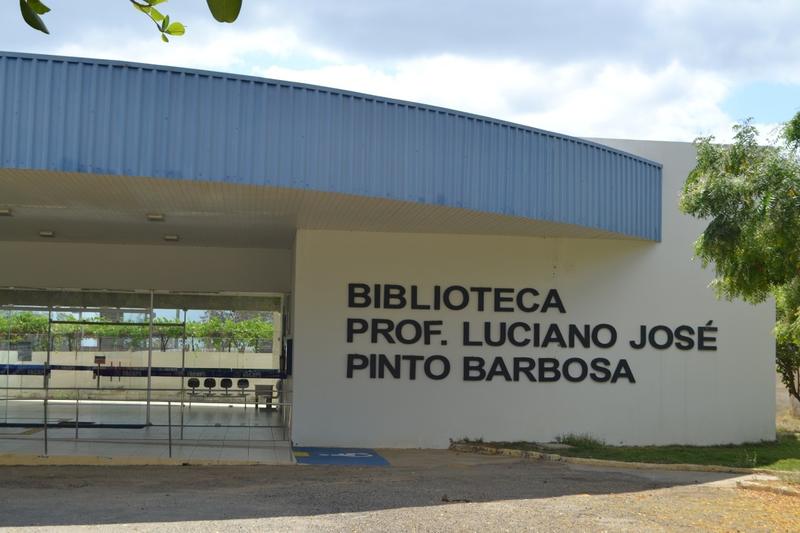 BIBLIOTECA
PROF. LUCIANO JOSÉ
PINTO BARBOSA